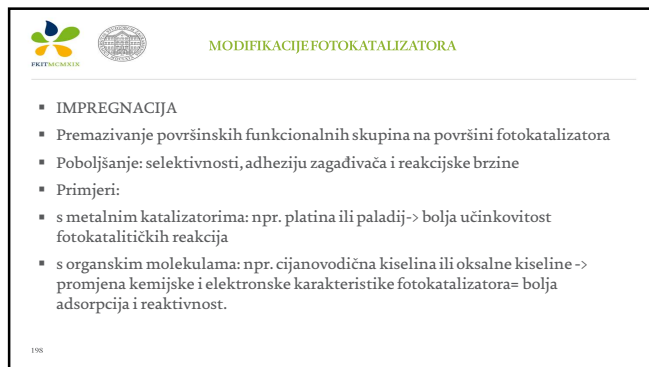 FKITMCMXIX
MODIFIKACIJE FOTOKATALIZATORA
▪ IMPREGNACIJA
▪ Premazivanje površinskih funkcionalnih skupina na površini fotokatalizatora
▪ Poboljšanje: selektivnosti, adheziju zagađivača i reakcijske brzine
▪ Primjeri:
▪ s metalnim katalizatorima: npr. platina ili paladij-> bolja učinkovitost
fotokatalitičkih reakcija
▪ s organskim molekulama: npr. cijanovodična kiselina ili oksalne kiseline ->
promjena kemijske i elektronske karakteristike fotokatalizatora= bolja
adsorpcija i reaktivnost.
198